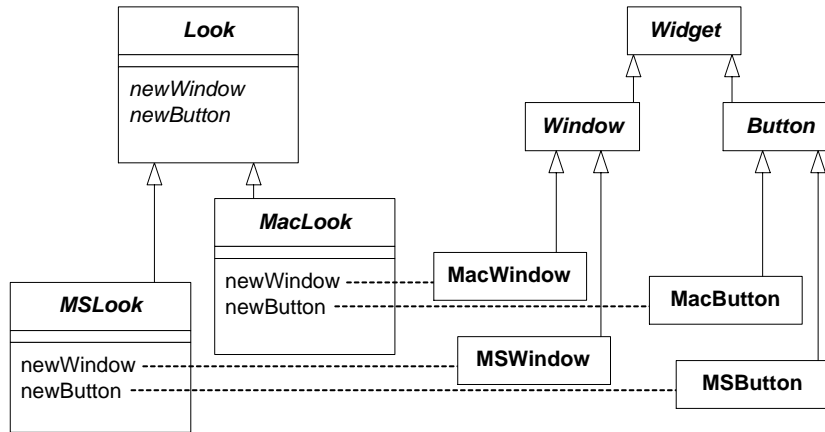 Look
newWindow
newButton
Widget
Window
Button
MacLook
newWindow
newButton
MacWindow
MacButton
MSLook
newWindow
newButton
MSWindow
MSButton